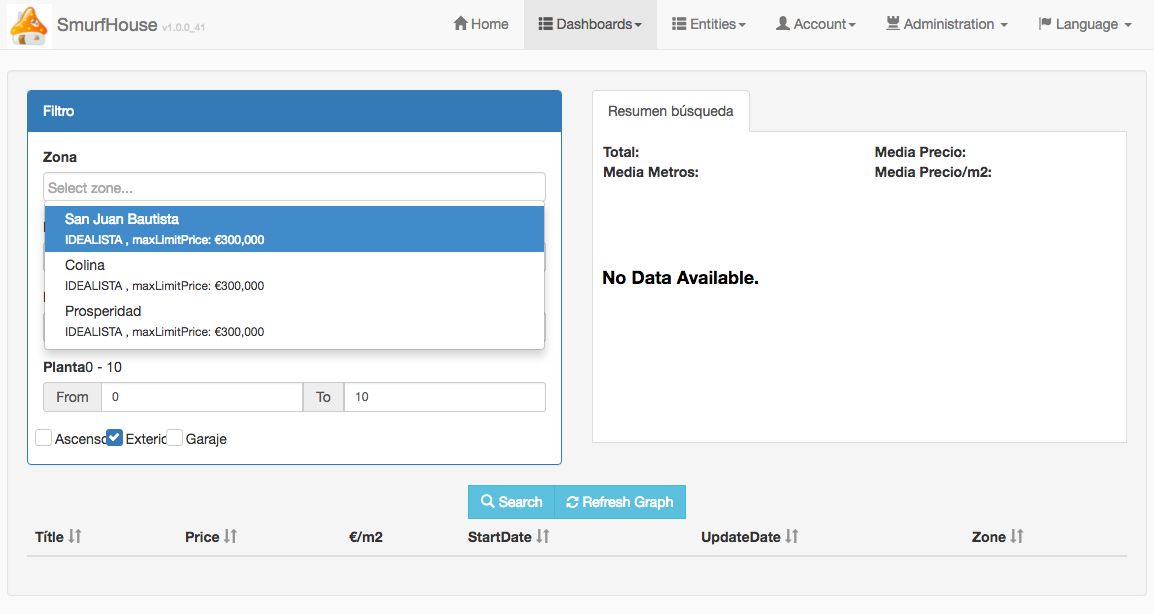 SmurfHouse v1.0.0_41 Home Dashboards Entities Account Administration Language
Filtro
Zona
Select zone...
San Juan Bautista
IDEALISTA , maxLimitPrice: €300,000
Colina
IDEALISTA , maxLimitPrice: €300,000
Prosperidad
IDEALISTA , maxLimitPrice: €300,000
Planta0 - 10
From 0 To 10
Ascenso Exterio Garaje
Resumen búsqueda
Total: Media Precio:
Media Metros: Media Precio/m2:
No Data Available.
Search Refresh Graph
Títle Price €/m2 StartDate UpdateDate Zone